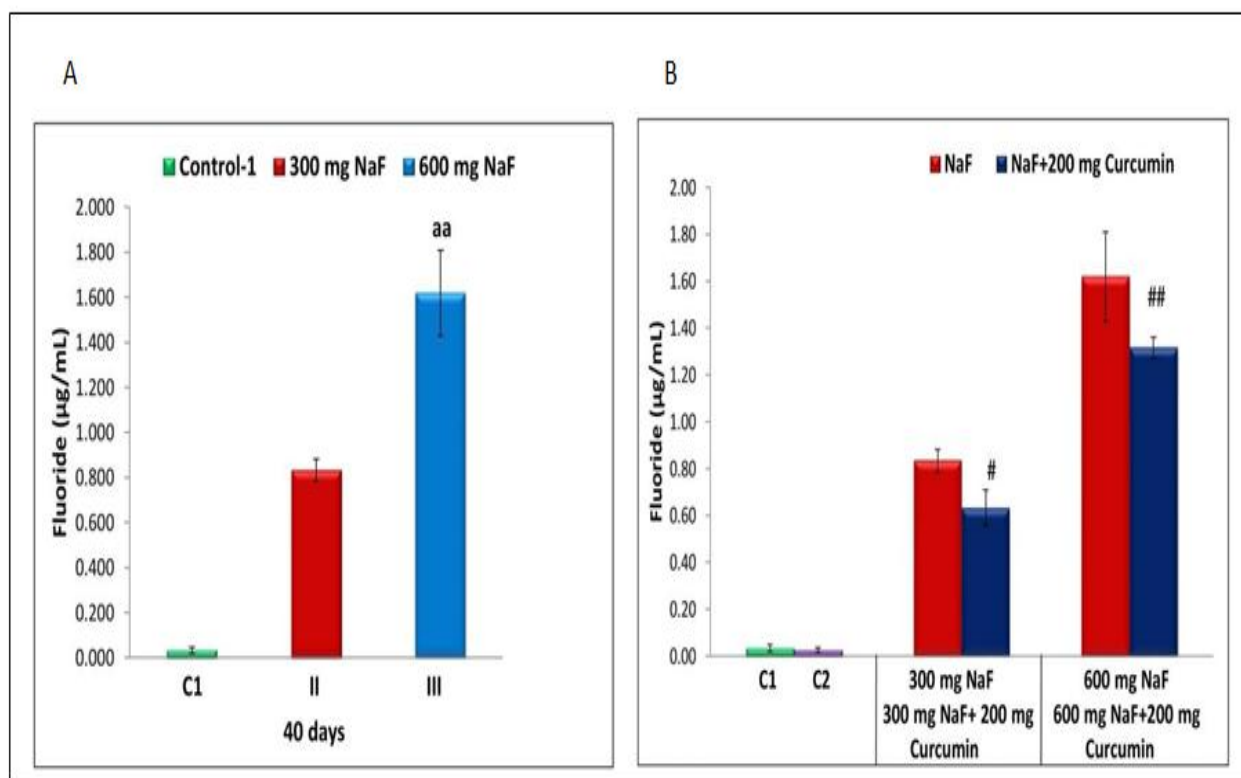 A
Control-1 300 mg NaF 600 mg NaF
Fluoride (µg/mL)
2.000
1.800
1.600
1.400
1.200
1.000
0.800
0.600
0.400
0.200
0.000
aa
C1 II III
40 days
B
NaF NaF+200 mg Curcumin
Fluoride (µg/mL)
2.00
1.80
1.60
1.40
1.20
1.00
0.80
0.60
0.40
0.20
0.00
#
##
C1 C2
300 mg NaF
300 mg NaF+ 200 mg
Curcumin
600 mg NaF
600 mg NaF+200 mg
Curcumin